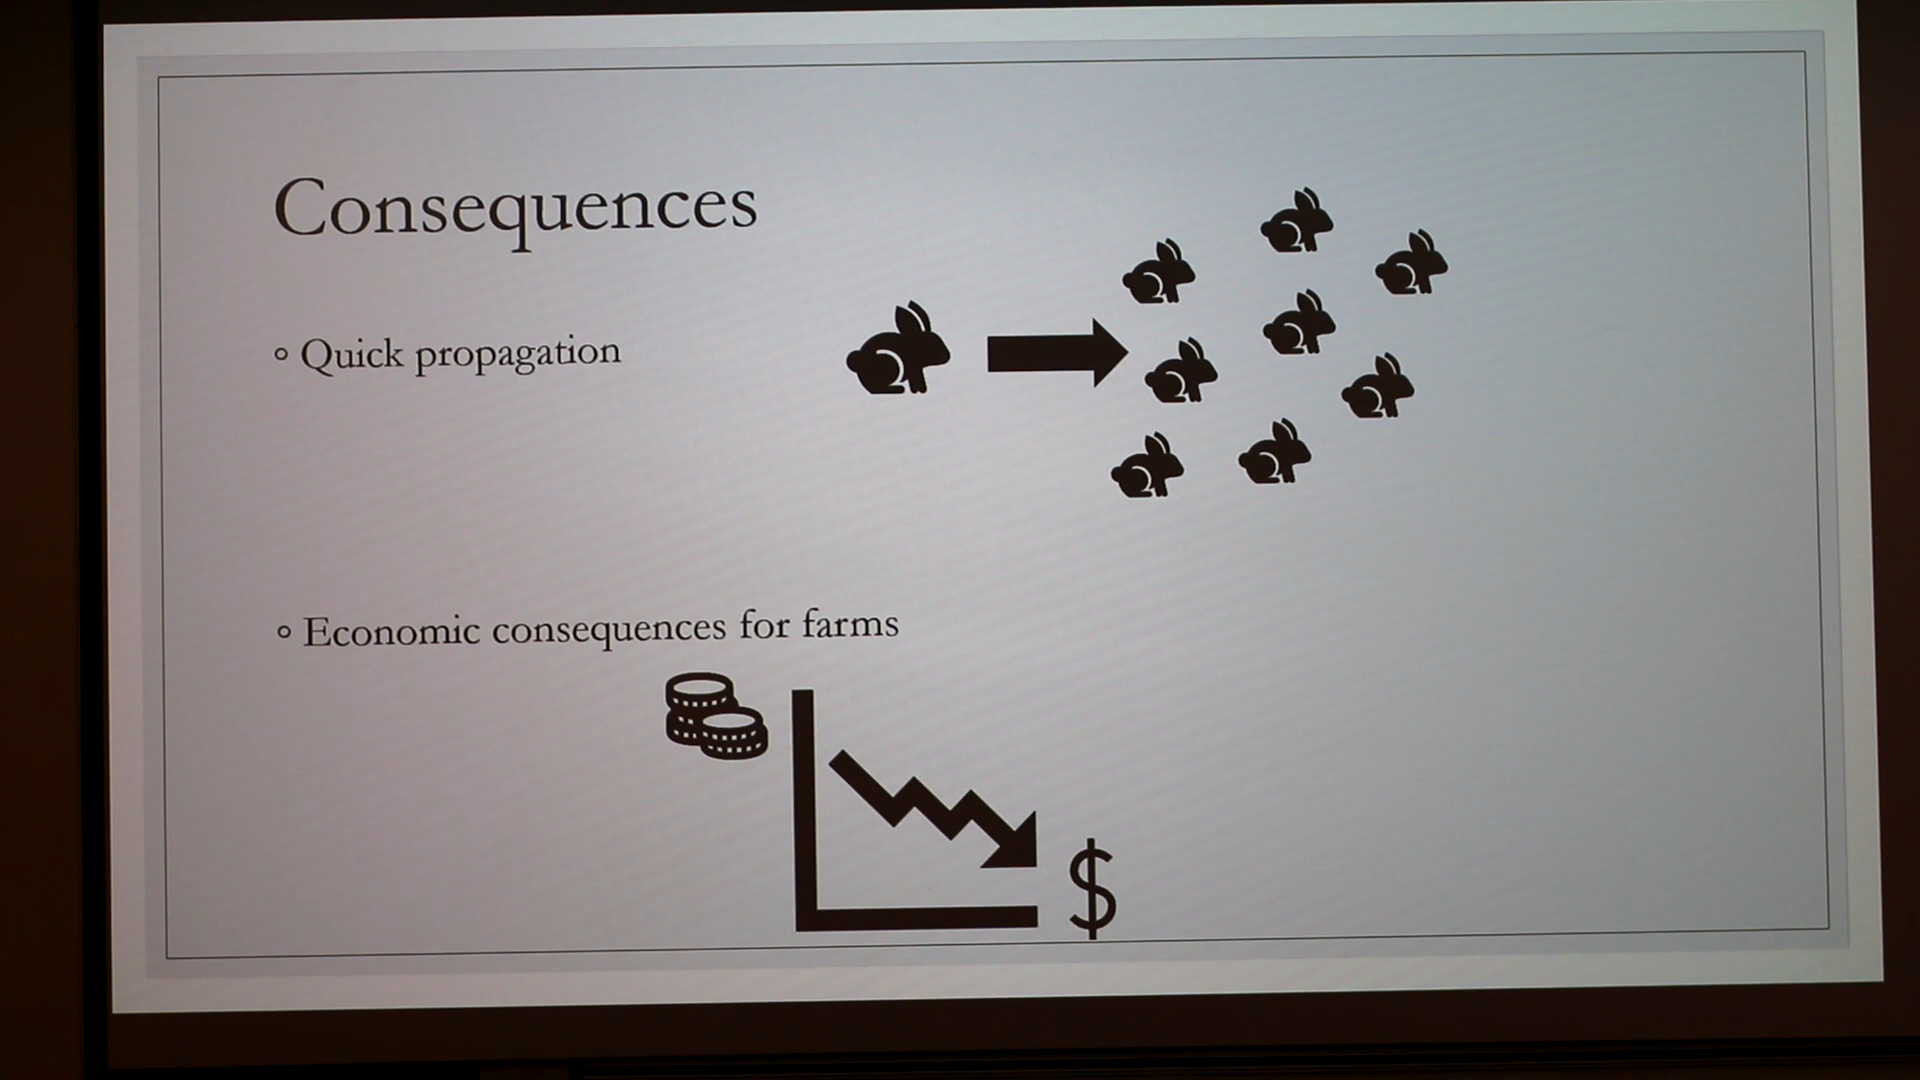 Consequences
◦ Quick propagation
◦ Economic consequences for farms
$